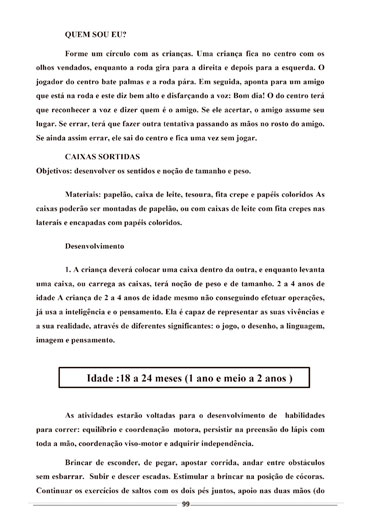 QUEM SOU EU?
Forme um círculo com as crianças. Uma criança fica no centro com os
olhos vendados, enquanto a roda gira para a direita e depois para a esquerda. O
jogador do centro bate palmas e a roda pára. Em seguida, aponta para um amigo
que está na roda e este diz bem alto e disfarçando a voz: Bom dia! O do centro terá
que reconhecer a voz e dizer quem é o amigo. Se ele acertar, o amigo assume seu
lugar. Se errar, terá que fazer outra tentativa passando as mãos no rosto do amigo.
Se ainda assim errar, ele sai do centro e fica uma vez sem jogar.
CAIXAS SORTIDAS
Objetivos: desenvolver os sentidos e noção de tamanho e peso.
Materiais: papelão, caixa de leite, tesoura, fita crepe e papéis coloridos As
caixas poderão ser montadas de papelão, ou com caixas de leite com fita crepes nas
laterais e encapadas com papéis coloridos.
Desenvolvimento
1. A criança deverá colocar uma caixa dentro da outra, e enquanto levanta
uma caixa, ou carrega as caixas, terá noção de peso e de tamanho. 2 a 4 anos de
idade A criança de 2 a 4 anos de idade mesmo não conseguindo efetuar operações,
já usa a inteligência e o pensamento. Ela é capaz de representar as suas vivências e
a sua realidade, através de diferentes significantes: o jogo, o desenho, a linguagem,
imagem e pensamento.
Idade :18 a 24 meses (1 ano e meio a 2 anos )
As atividades estarão voltadas para o desenvolvimento de habilidades
para correr: equilíbrio e coordenação motora, persistir na preensão do lápis com
toda a mão, coordenação viso-motor e adquirir independência.
Brincar de esconder, de pegar, apostar corrida, andar entre obstáculos
sem esbarrar. Subir e descer escadas. Estimular a brincar na posição de cócoras.
Continuar os exercícios de saltos com os dois pés juntos, apoio nas duas mãos (do
99